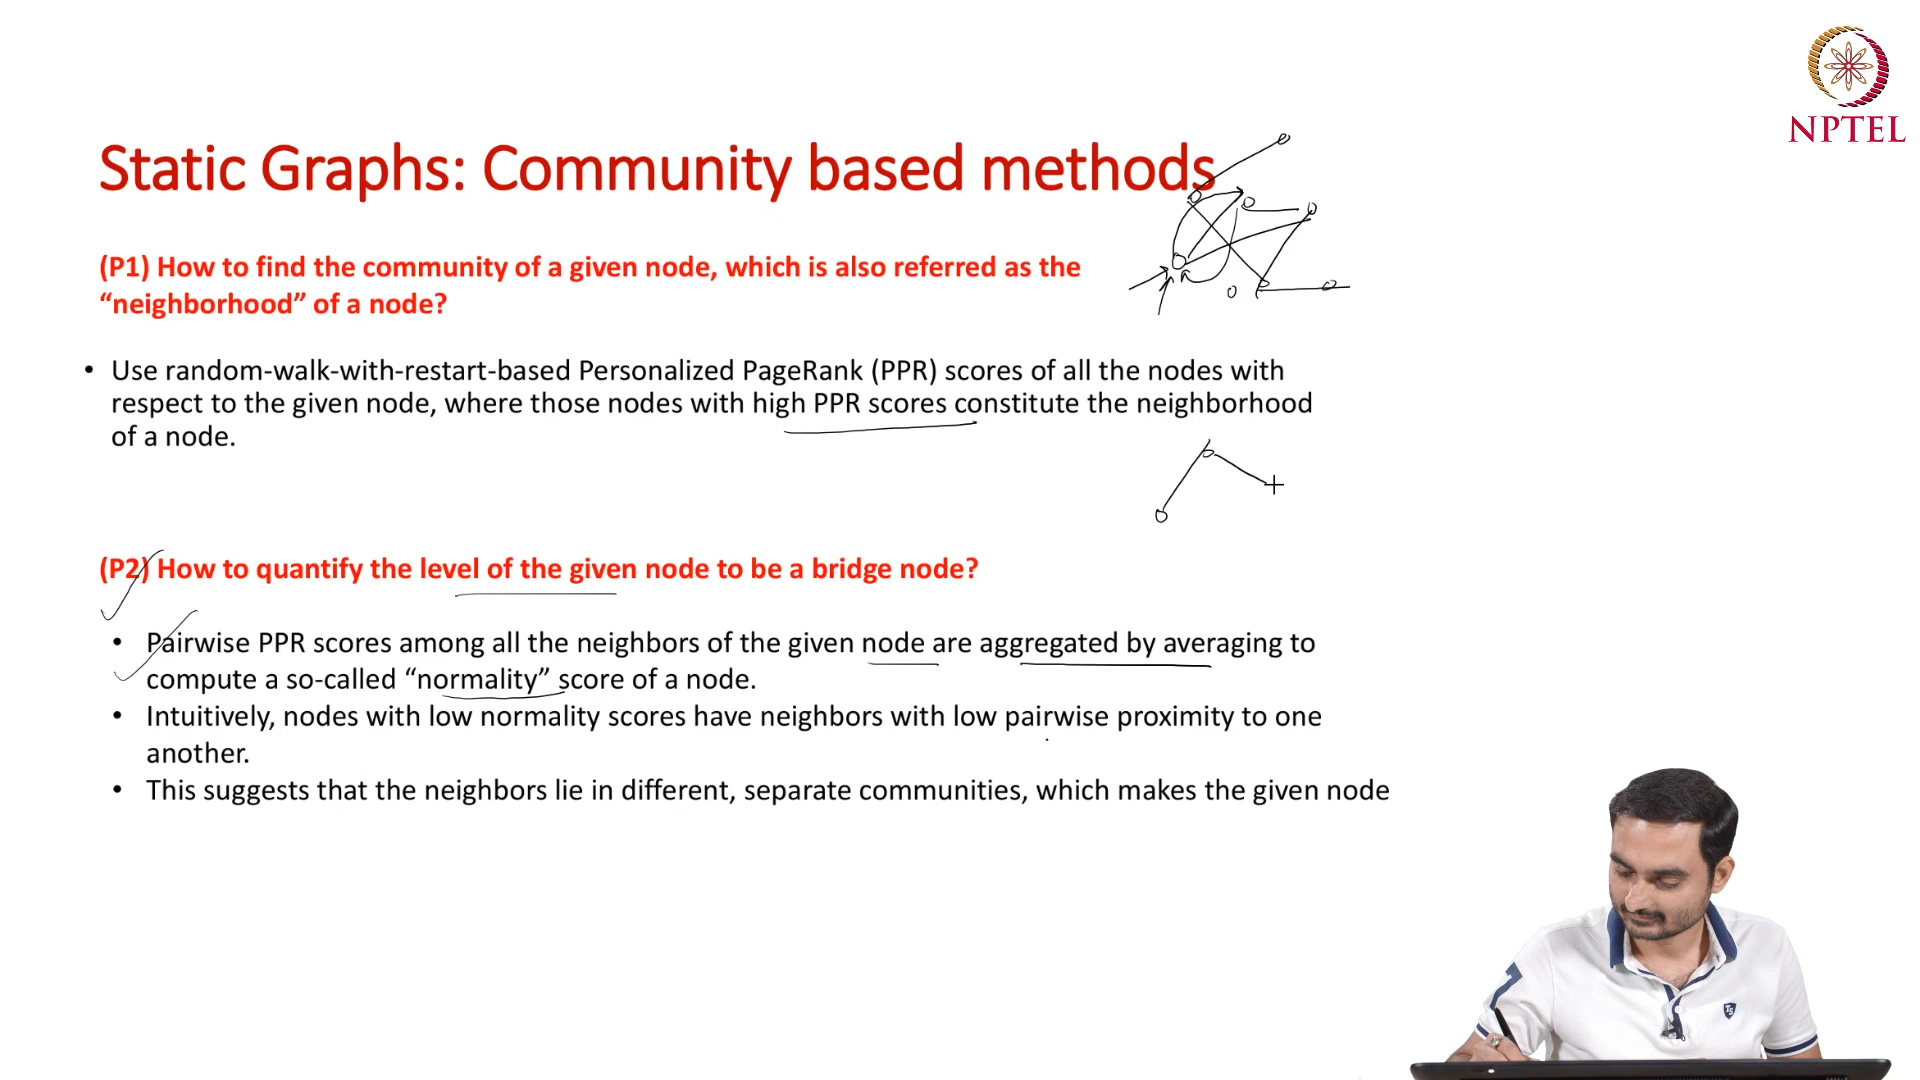 NPTEL
Static Graphs: Community based methods
(P1) How to find the community of a given node, which is also referred as the
“neighborhood” of a node?
• Use random-walk-with-restart-based Personalized PageRank (PPR) scores of all the nodes with
respect to the given node, where those nodes with high PPR scores constitute the neighborhood
of a node.
(P2) How to quantify the level of the given node to be a bridge node?
• Pairwise PPR scores among all the neighbors of the given node are aggregated by averaging to
compute a so-called “normality” score of a node.
• Intuitively, nodes with low normality scores have neighbors with low pairwise proximity to one
another.
• This suggests that the neighbors lie in different, separate communities, which makes the given node